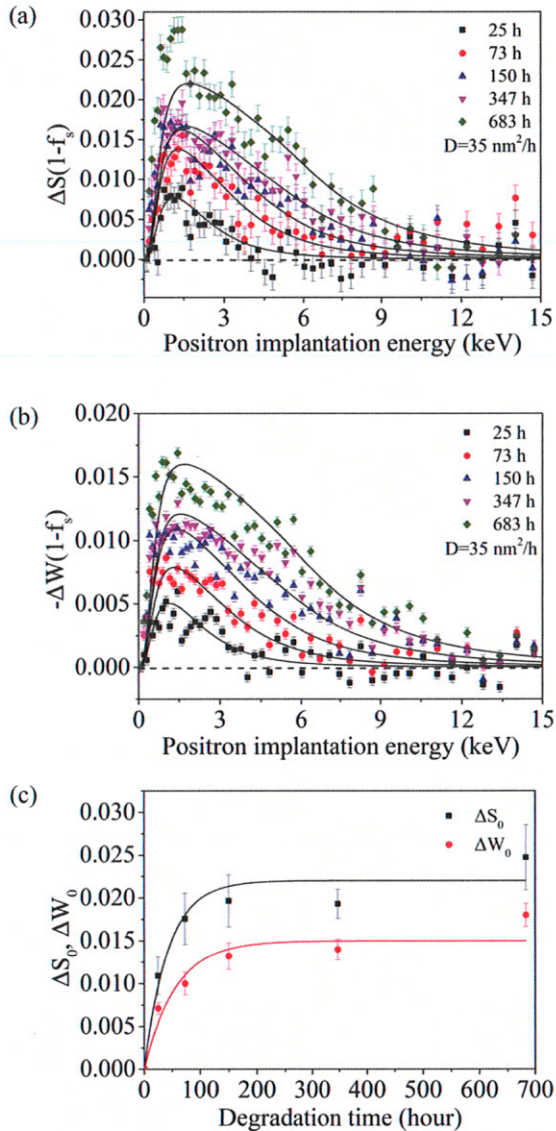 (a)
0.030
0.025
0.020
0.015
0.010
0.005
0.000
ΔS(1-fₛ)
25 h
73 h
150 h
347 h
683 h
D=35 nm²/h
0 3 6 9 12 15
Positron implantation energy (keV)
(b)
0.020
0.015
0.010
0.005
0.000
-ΔW(1-fₛ)
25 h
73 h
150 h
347 h
683 h
D=35 nm²/h
0 3 6 9 12 15
Positron implantation energy (keV)
(c)
0.030
0.025
0.020
0.015
0.010
0.005
0.000
ΔS₀, ΔW₀
ΔS₀
ΔW₀
0 100 200 300 400 500 600 700
Degradation time (hour)